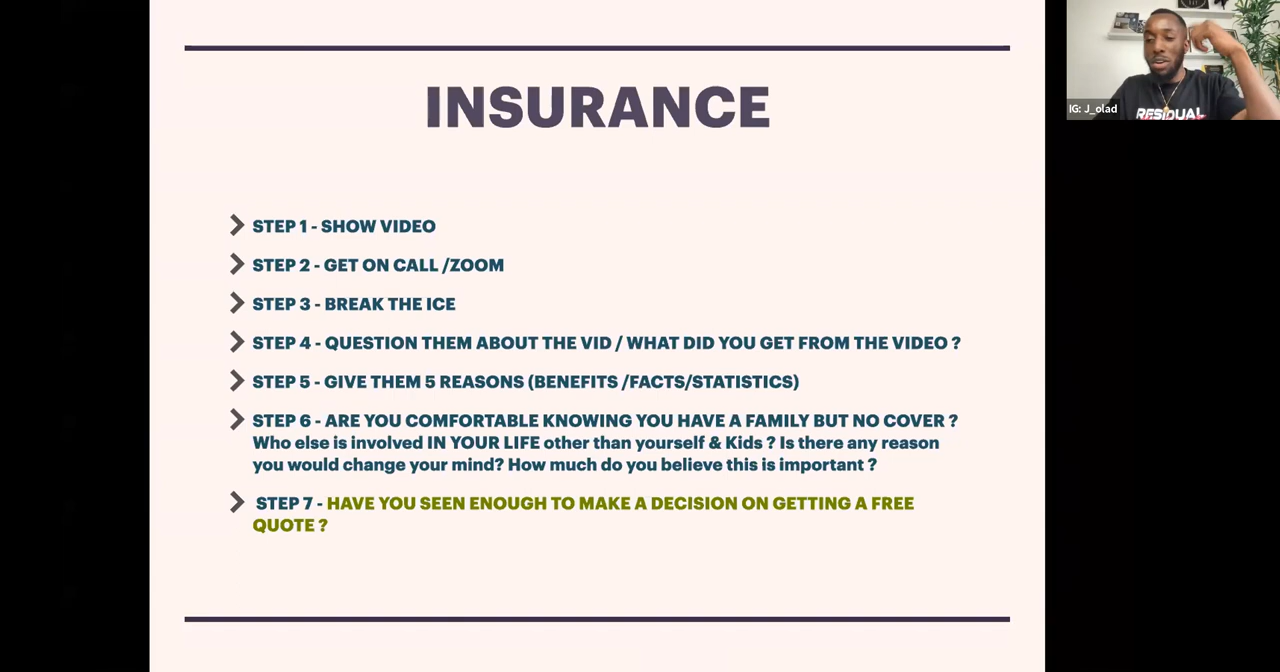 INSURANCE
STEP 1 - SHOW VIDEO
STEP 2 - GET ON CALL /ZOOM
STEP 3 - BREAK THE ICE
STEP 4 - QUESTION THEM ABOUT THE VID / WHAT DID YOU GET FROM THE VIDEO ?
STEP 5 - GIVE THEM 5 REASONS (BENEFITS /FACTS/STATISTICS)
STEP 6 - ARE YOU COMFORTABLE KNOWING YOU HAVE A FAMILY BUT NO COVER ?
Who else is involved IN YOUR LIFE other than yourself & Kids ? Is there any reason
you would change your mind? How much do you believe this is important ?
STEP 7 - HAVE YOU SEEN ENOUGH TO MAKE A DECISION ON GETTING A FREE
QUOTE ?
IG: J_olad
RESIDUAL